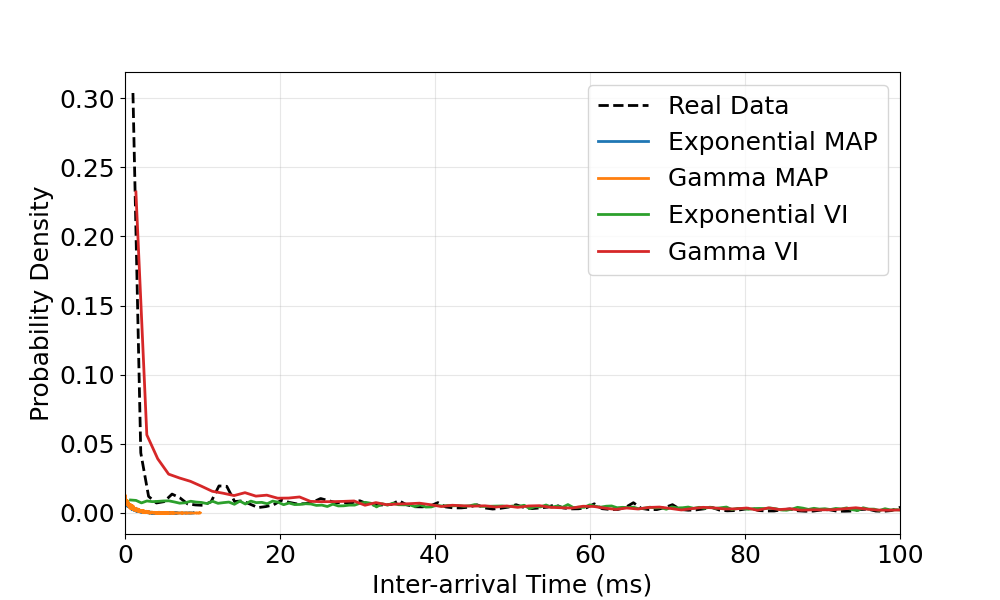 Probability Density
0.30
0.25
0.20
0.15
0.10
0.05
0.00
Real Data
Exponential MAP
Gamma MAP
Exponential VI
Gamma VI
0 20 40 60 80 100
Inter-arrival Time (ms)